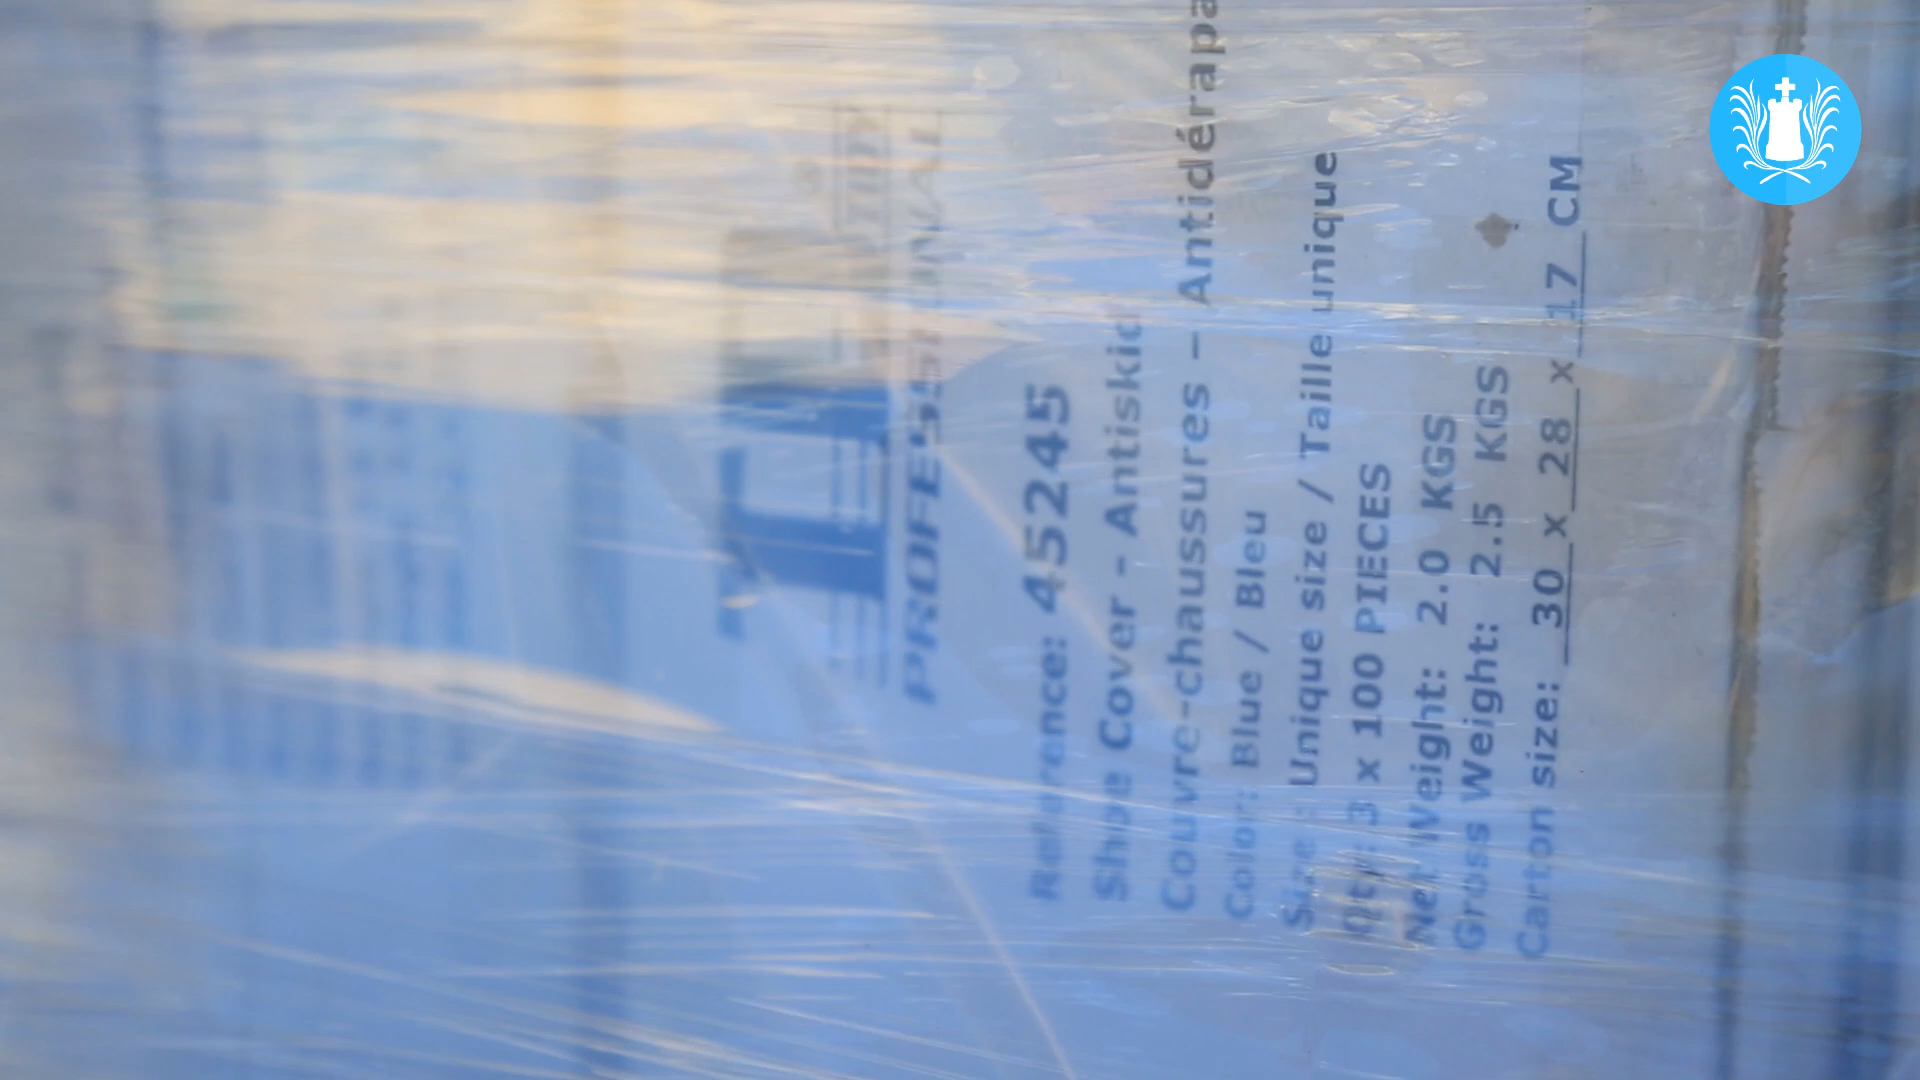 PROFESSIONAL
Reference: 45245
Shoe Cover - Antiskid
Couvre-chaussures - Antidérapa
Color: Blue / Bleu
Size : Unique size / Taille unique
Qty: 3 x 100 PIECES
Net Weight: 2.0 KGS
Gross Weight: 2.5 KGS
Carton size: 30 x 28 x 17 CM